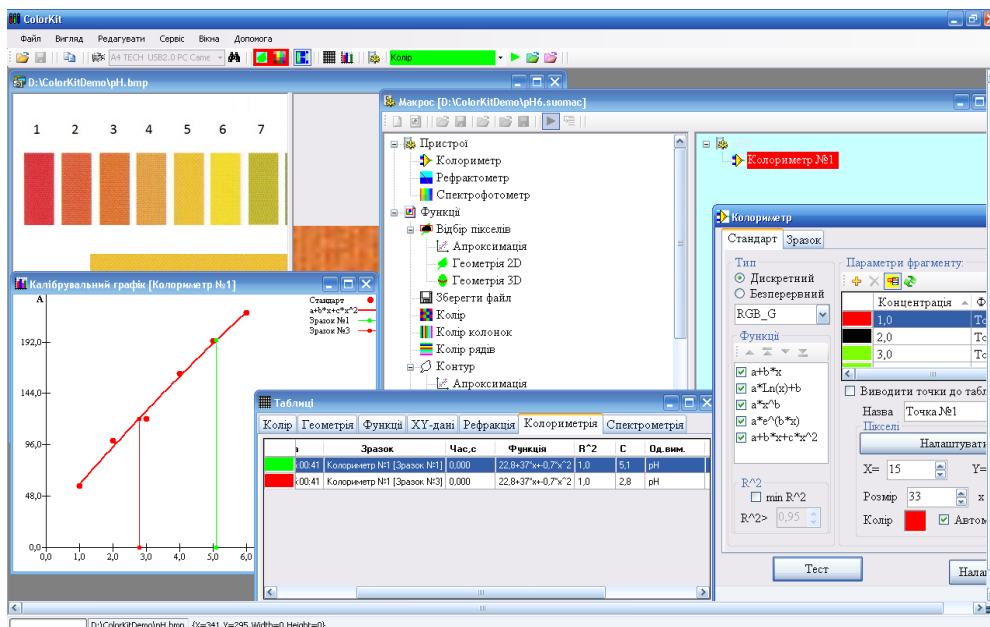 ColorKit
Файл Вигляд Редагувати Сервіс Вікна Допомога
A4 TECH USB2.0 PC Came
Колір
D:\ColorKitDemo\pH.bmp
1 2 3 4 5 6 7
Макрос [D:\ColorKitDemo\pH6.suomac]
Пристрої
Колориметр
Рефрактометр
Спектрофотометр
Функції
Відбір пікселів
Апроксимація
Геометрія 2D
Геометрія 3D
Зберегти файл
Колір
Колір колонок
Колір рядів
Контур
Апроксимація
Колориметр №1
Колориметр
Стандарт Зразок
Тип
Дискретний
Безперервний
RGB_G
Функції
a+b*x
a*Ln(x)+b
a*x^b
a*e^(b*x)
a+b*x+c*x^2
R^2
min R^2
R^2> 0,95
Тест
Параметри фрагменту:
Концентрація Ф
1,0 То
2,0 То
3,0 То
Виводити точки до табл
Назва Точка №1
Пікселі
Налаштувати
X= 15 Y=
Розмір 33 x
Колір Автом
Нала
Калібрувальний графік [Колориметр №1]
A
Стандарт
a+b*x+c*x^2
Зразок №1
Зразок №3
192,0
144,0
96,0
48,0
0,0
0,0 1,0 2,0 3,0 4,0 5,0 6,0
Таблиці
Колір Геометрія Функції XY-дані Рефракція Колориметрія Спектрометрія
Зразок Час,с Функція R^2 C Од.вим.
:00:41 Колориметр №1 [Зразок №1] 0,000 22,8+37*x+-0,7*x^2 1,0 5,1 pH
:00:41 Колориметр №1 [Зразок №3] 0,000 22,8+37*x+-0,7*x^2 1,0 2,8 pH
D:\ColorKitDemo\pH.bmp {X=341,Y=295,Width=0,Height=0}